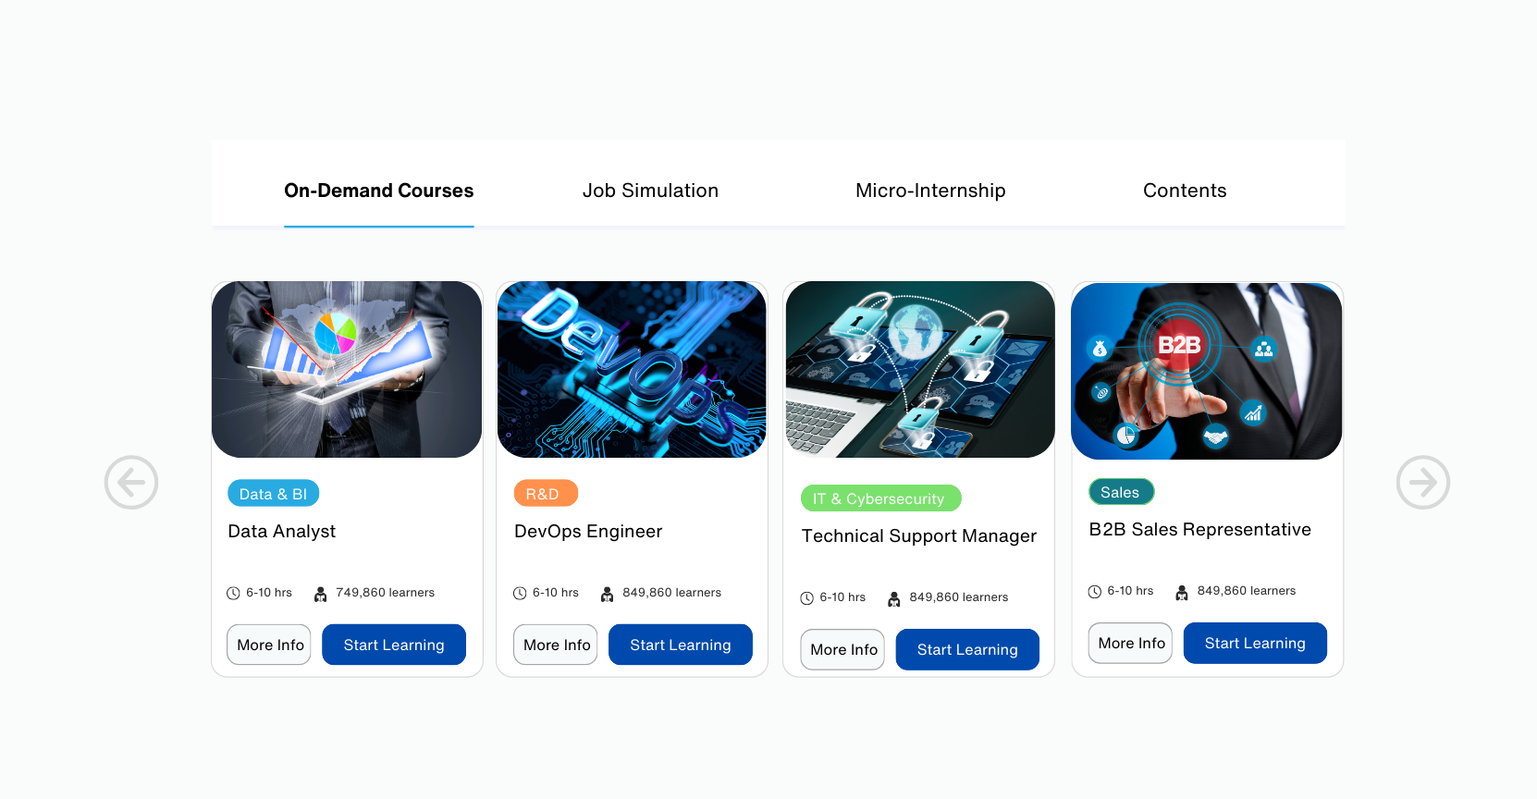 On-Demand Courses
Job Simulation
Micro-Internship
Contents
DevOps
B2B
Data & BI
Data Analyst
6-10 hrs
749,860 learners
More Info
Start Learning
R&D
DevOps Engineer
6-10 hrs
849,860 learners
More Info
Start Learning
IT & Cybersecurity
Technical Support Manager
6-10 hrs
849,860 learners
More Info
Start Learning
Sales
B2B Sales Representative
6-10 hrs
849,860 learners
More Info
Start Learning